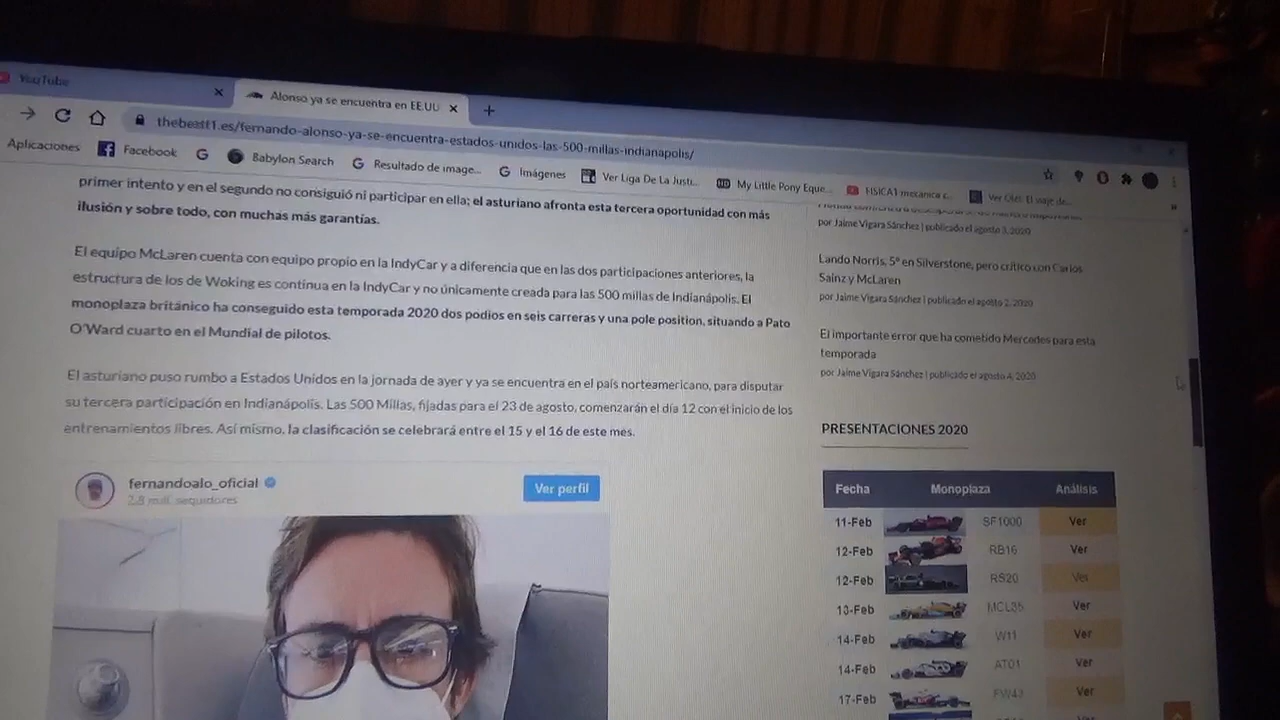 YouTube
Alonso ya se encuentra en EE.UU
thebeastf1.es/fernando-alonso-ya-se-encuentra-estados-unidos-las-500-millas-indianapolis/
Aplicaciones Facebook Babylon Search Resultado de image... Imágenes Ver Liga De La Justi... My Little Pony Eque... FISICA1 mecanica c...
primer intento y en el segundo no consiguió ni participar en ella; el asturiano afronta esta tercera oportunidad con más
ilusión y sobre todo, con muchas más garantías.
El equipo McLaren cuenta con equipo propio en la IndyCar y a diferencia que en las dos participaciones anteriores, la
estructura de los de Woking es continua en la IndyCar y no únicamente creada para las 500 millas de Indianápolis. El
monoplaza británico ha conseguido esta temporada 2020 dos podios en seis carreras y una pole position, situando a Pato
O'Ward cuarto en el Mundial de pilotos.
El asturiano puso rumbo a Estados Unidos en la jornada de ayer y ya se encuentra en el país norteamericano, para disputar
su tercera participación en Indianápolis. Las 500 Millas, fijadas para el 23 de agosto, comenzarán el día 12 con el inicio de los
entrenamientos libres. Así mismo, la clasificación se celebrará entre el 15 y el 16 de este mes.
fernandoalo_oficial
2,8 mill. seguidores
Ver perfil
por Jaime Vigara Sánchez | publicado el agosto 3, 2020
Lando Norris, 5º en Silverstone, pero crítico con Carlos
Sainz y McLaren
por Jaime Vigara Sánchez | publicado el agosto 2, 2020
El importante error que ha cometido Mercedes para esta
temporada
por Jaime Vigara Sánchez | publicado el agosto 4, 2020
PRESENTACIONES 2020
Fecha Monoplaza Análisis
11-Feb SF1000 Ver
12-Feb RB16 Ver
12-Feb RS20 Ver
13-Feb MCL35 Ver
14-Feb W11 Ver
14-Feb AT01 Ver
17-Feb FW43 Ver